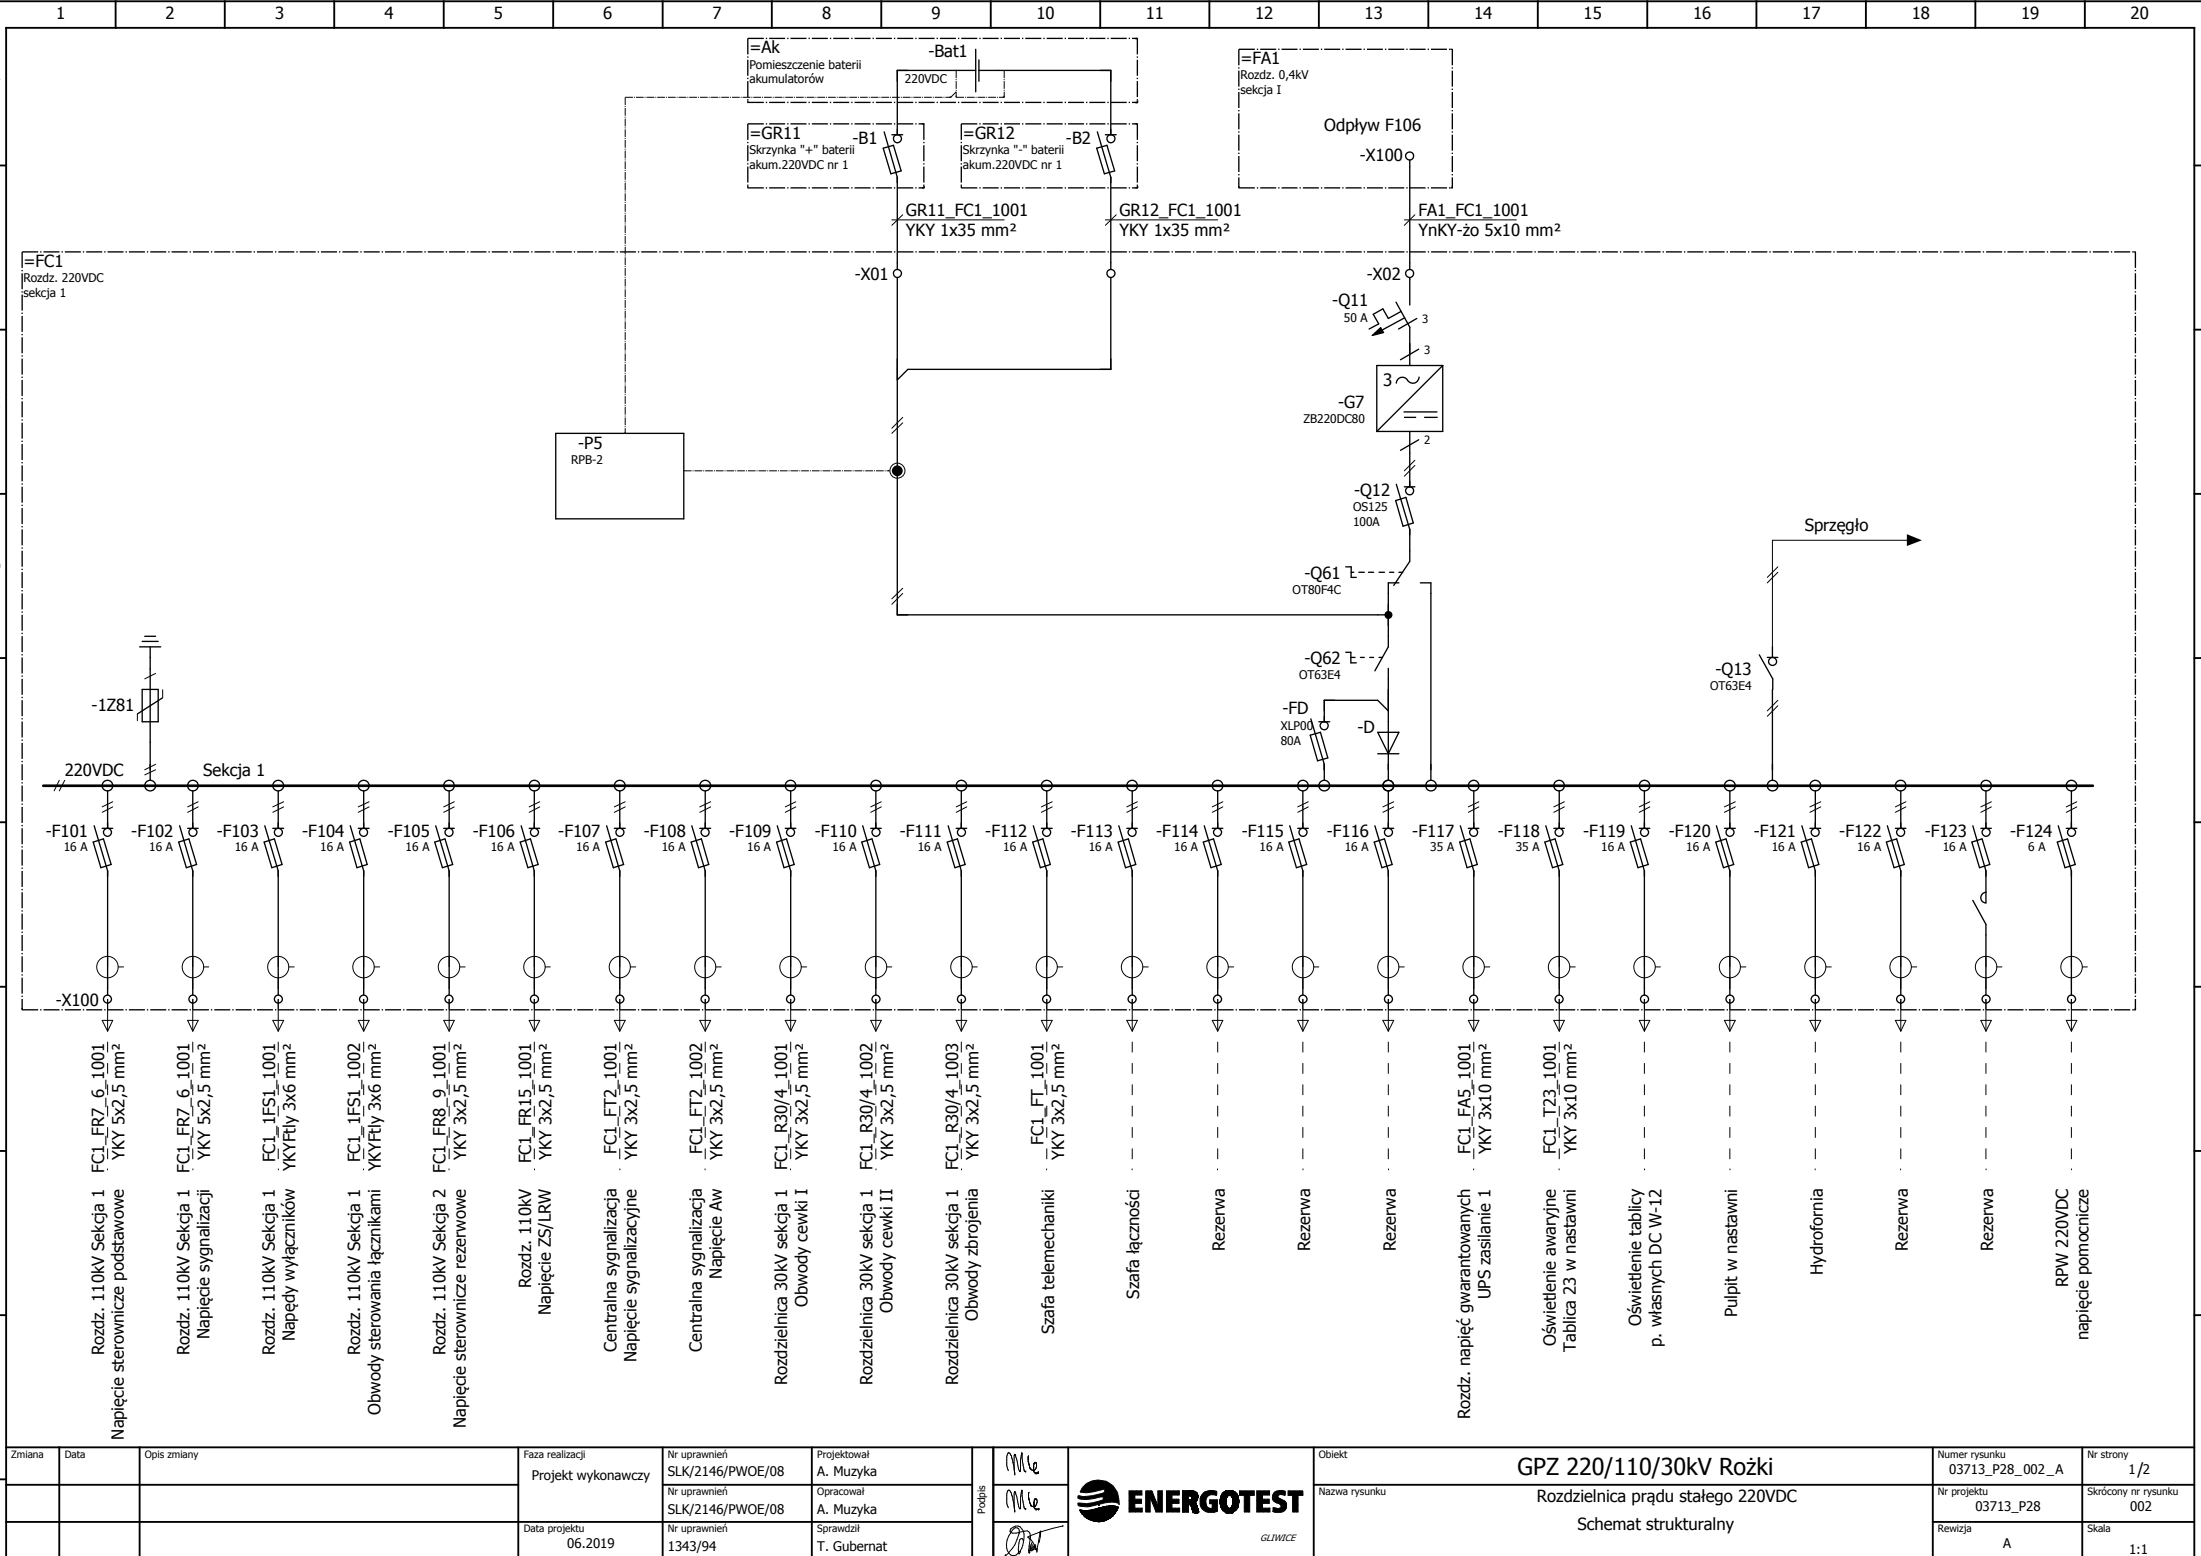 1 2 3 4 5 6 7 8 9 10 11 12 13 14 15 16 17 18 19 20
=Ak
Pomieszczenie baterii
akumulatorów
-Bat1
220VDC
=FA1
Rozdz. 0,4kV
sekcja I
Odpływ F106
-X100
=GR11
Skrzynka "+" baterii
akum.220VDC nr 1
-B1
=GR12
Skrzynka "-" baterii
akum.220VDC nr 1
-B2
GR11_FC1_1001
YKY 1x35 mm²
GR12_FC1_1001
YKY 1x35 mm²
FA1_FC1_1001
YnKY-żo 5x10 mm²
=FC1
Rozdz. 220VDC
sekcja 1
-X01
-X02
-Q11
50 A
3
3
3
-G7
ZB220DC80
2
-P5
RPB-2
-Q12
OS125
100A
Sprzęgło
-Q61
OT80F4C
-Q62
OT63E4
-Q13
OT63E4
-1Z81
-FD
XLP00
80A
-D
220VDC
Sekcja 1
-F101
16 A
-F102
16 A
-F103
16 A
-F104
16 A
-F105
16 A
-F106
16 A
-F107
16 A
-F108
16 A
-F109
16 A
-F110
16 A
-F111
16 A
-F112
16 A
-F113
16 A
-F114
16 A
-F115
16 A
-F116
16 A
-F117
35 A
-F118
35 A
-F119
16 A
-F120
16 A
-F121
16 A
-F122
16 A
-F123
16 A
-F124
6 A
-X100
FC1_FR7_6_1001
YKY 5x2,5 mm²
FC1_FR7_6_1001
YKY 5x2,5 mm²
FC1_1FS1_1001
YKYFtly 3x6 mm²
FC1_1FS1_1002
YKYFtly 3x6 mm²
FC1_FR8_9_1001
YKY 3x2,5 mm²
FC1_FR15_1001
YKY 3x2,5 mm²
FC1_FT2_1001
YKY 3x2,5 mm²
FC1_FT2_1002
YKY 3x2,5 mm²
FC1_R30/4_1001
YKY 3x2,5 mm²
FC1_R30/4_1002
YKY 3x2,5 mm²
FC1_R30/4_1003
YKY 3x2,5 mm²
FC1_FT_1001
YKY 3x2,5 mm²
FC1_FA5_1001
YKY 3x10 mm²
FC1_T23_1001
YKY 3x10 mm²
Rozdz. 110kV Sekcja 1
Napięcie sterownicze podstawowe
Rozdz. 110kV Sekcja 1
Napięcie sygnalizacji
Rozdz. 110kV Sekcja 1
Napędy wyłączników
Rozdz. 110kV Sekcja 1
Obwody sterowania łącznikami
Rozdz. 110kV Sekcja 2
Napięcie sterownicze rezerwowe
Rozdz. 110kV
Napięcie ZS/LRW
Centralna sygnalizacja
Napięcie sygnalizacyjne
Centralna sygnalizacja
Napięcie Aw
Rozdzielnica 30kV sekcja 1
Obwody cewki I
Rozdzielnica 30kV sekcja 1
Obwody cewki II
Rozdzielnica 30kV sekcja 1
Obwody zbrojenia
Szafa telemechaniki
Szafa łączności
Rezerwa
Rezerwa
Rezerwa
Rozdz. napięć gwarantowanych
UPS zasilanie 1
Oświetlenie awaryjne
Tablica 223 w nastawni
Oświetlenie tablicy
p. własnych DC W-12
Pulpit w nastawni
Hydrofornia
Rezerwa
Rezerwa
RPW 220VDC
napięcie pomocnicze
Zmiana
Data
Opis zmiany
Faza realizacji
Projekt wykonawczy
Data projektu
06.2019
Nr uprawnień
SLK/2146/PWOE/08
Nr uprawnień
SLK/2146/PWOE/08
Nr uprawnień
1343/94
Projektował
A. Muzyka
Opracował
A. Muzyka
Sprawdził
T. Gubernat
Podpis
ENERGOTEST
GLIWICE
Obiekt
GPZ 220/110/30kV Rożki
Nazwa rysunku
Rozdzielnica prądu stałego 220VDC
Schemat strukturalny
Numer rysunku
03713_P28_002_A
Nr projektu
03713_P28
Rewizja
A
Nr strony
1/2
Skrócony nr rysunku
002
Skala
1:1